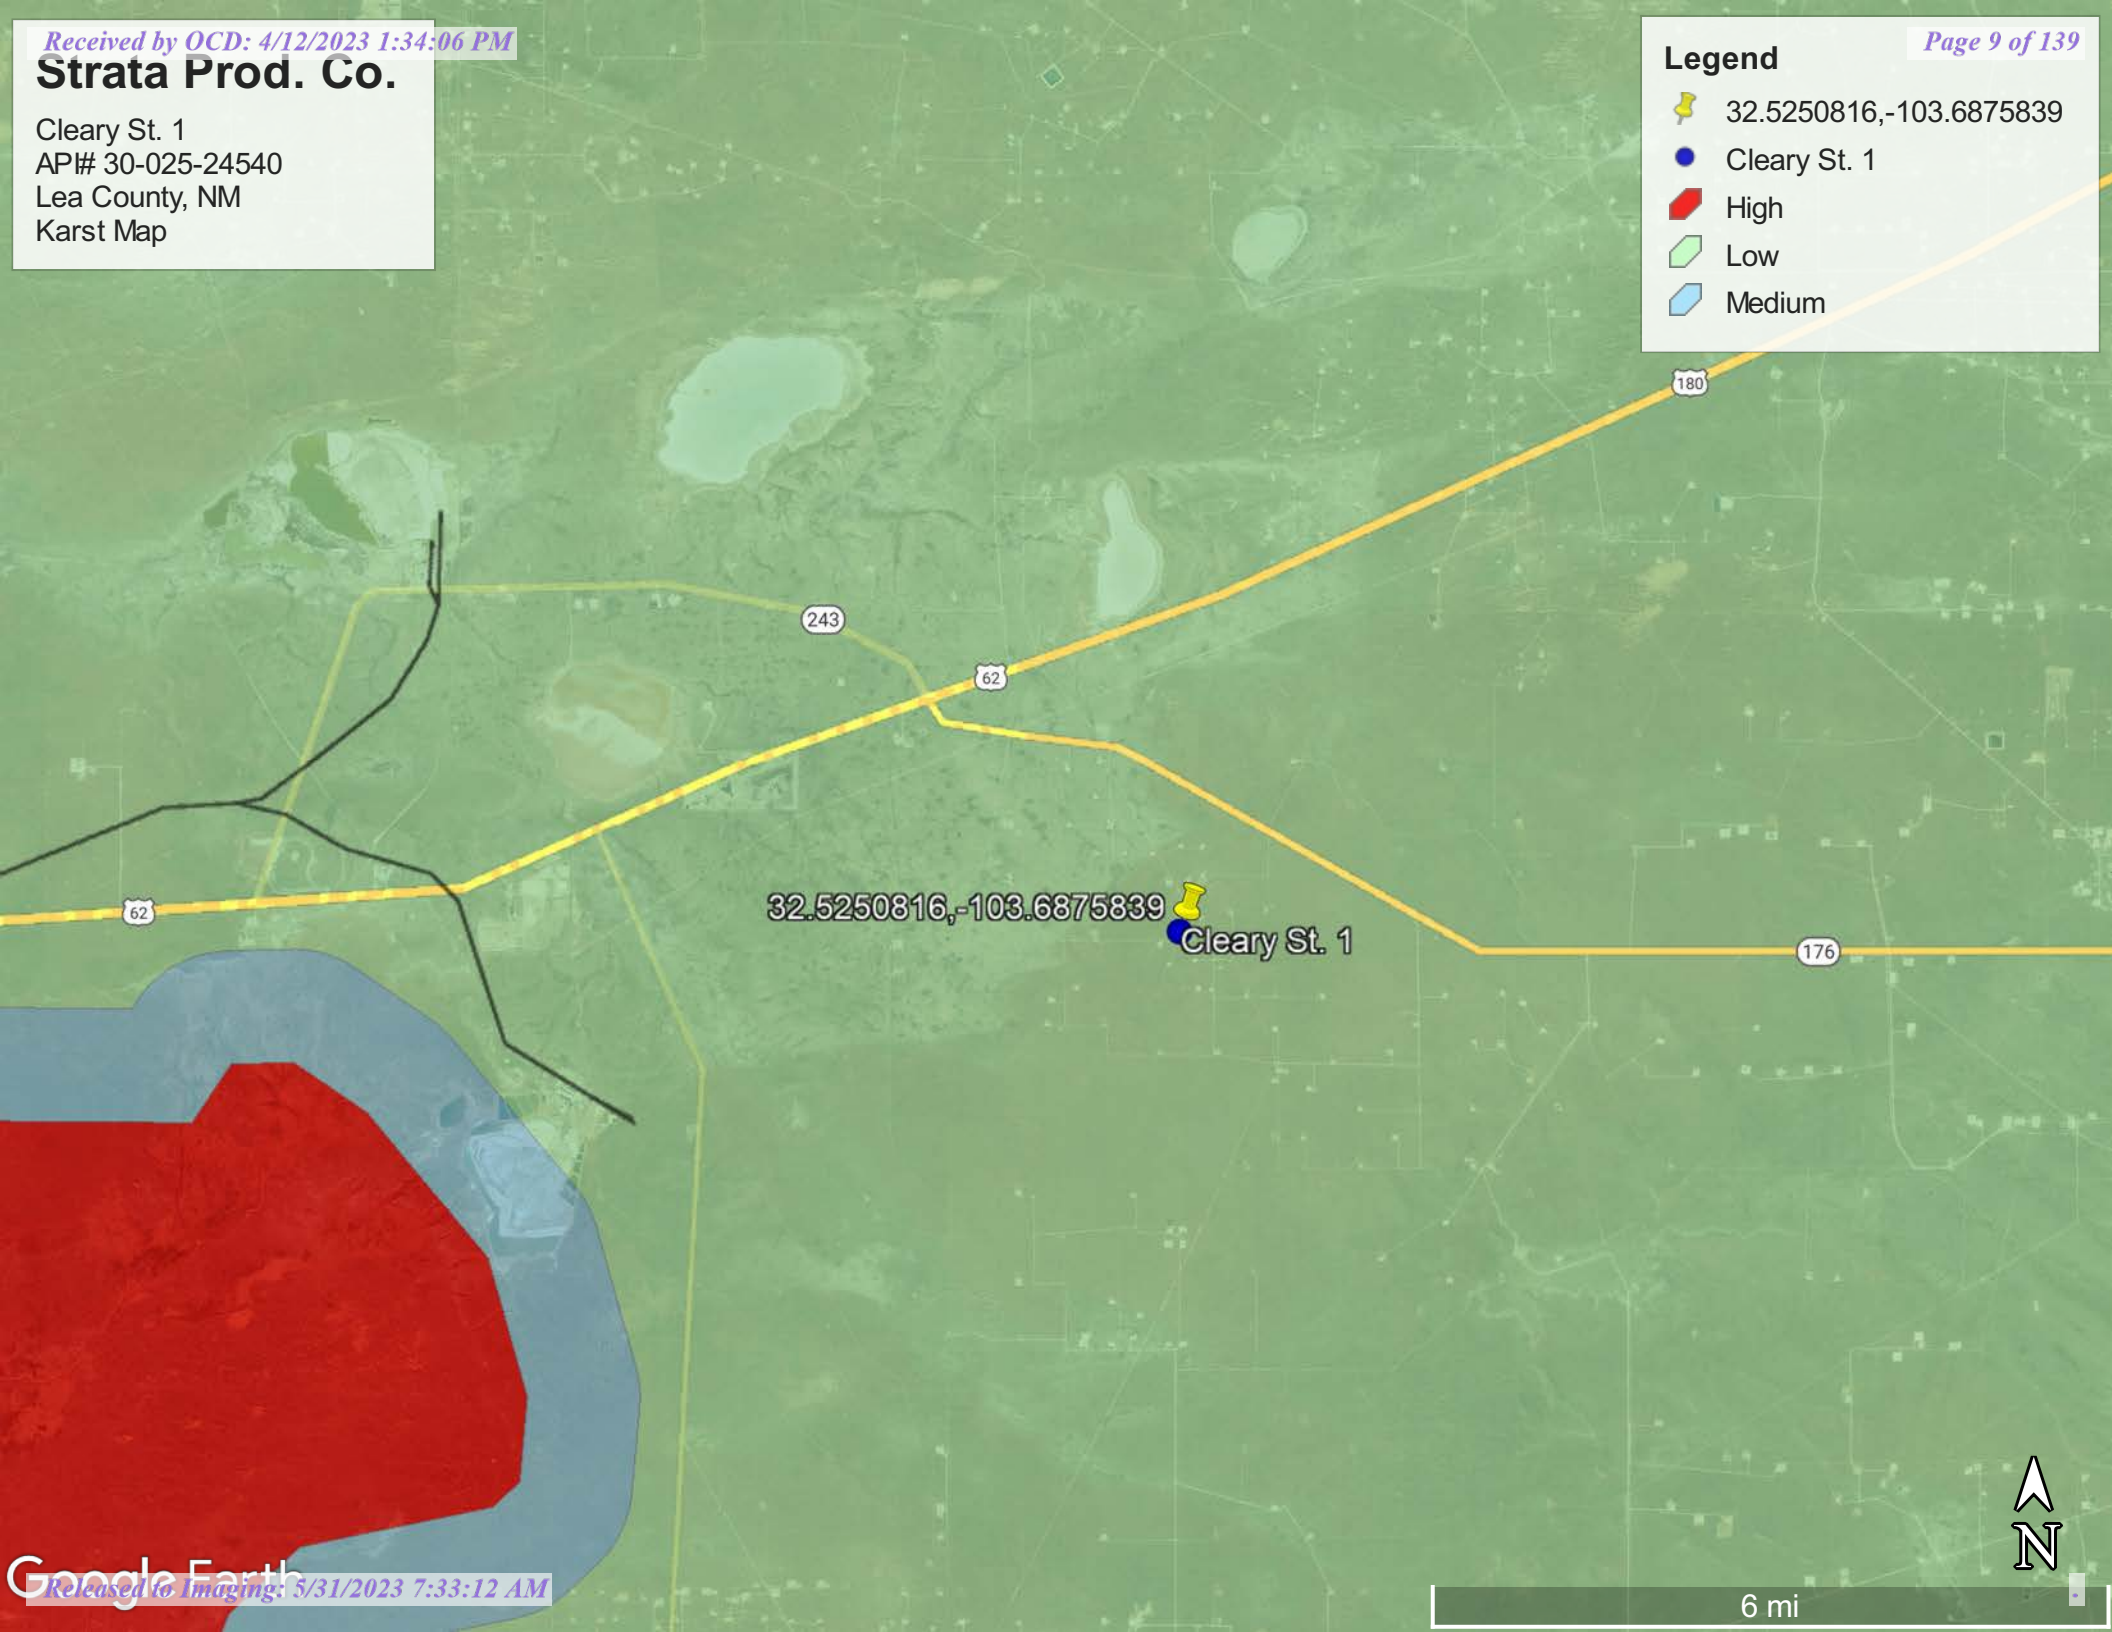 Received by OCD: 4/12/2023 1:34:06 PM
Page 9 of 139
Strata Prod. Co.
Cleary St. 1
API# 30-025-24540
Lea County, NM
Karst Map
Legend
32.5250816,-103.6875839
Cleary St. 1
High
Low
Medium
180
243
62
62
32.5250816,-103.6875839
Cleary St. 1
176
N
Google Earth
Released to Imaging: 5/31/2023 7:33:12 AM
6 mi